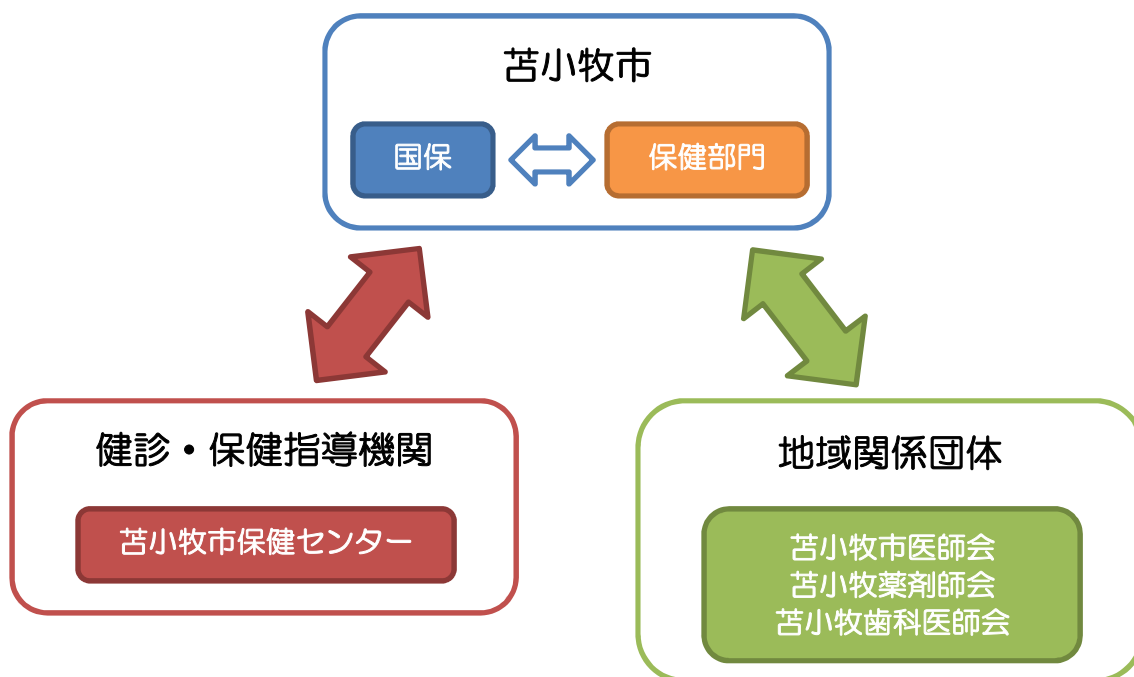 苫小牧市
国保
保健部門
健診・保健指導機関
苫小牧市保健センター
地域関係団体
苫小牧市医師会
苫小牧薬剤師会
苫小牧歯科医師会